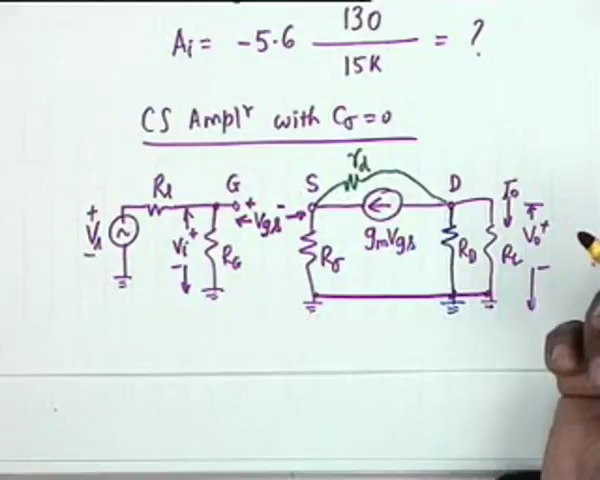 Ai = -5.6 130/15K = ?
CS Amplr with Cσ=0
rd
Rs G S D Io
+ Vs - Vi + - RG + Vgs - gmVgs Rσ RD RL Vo + -